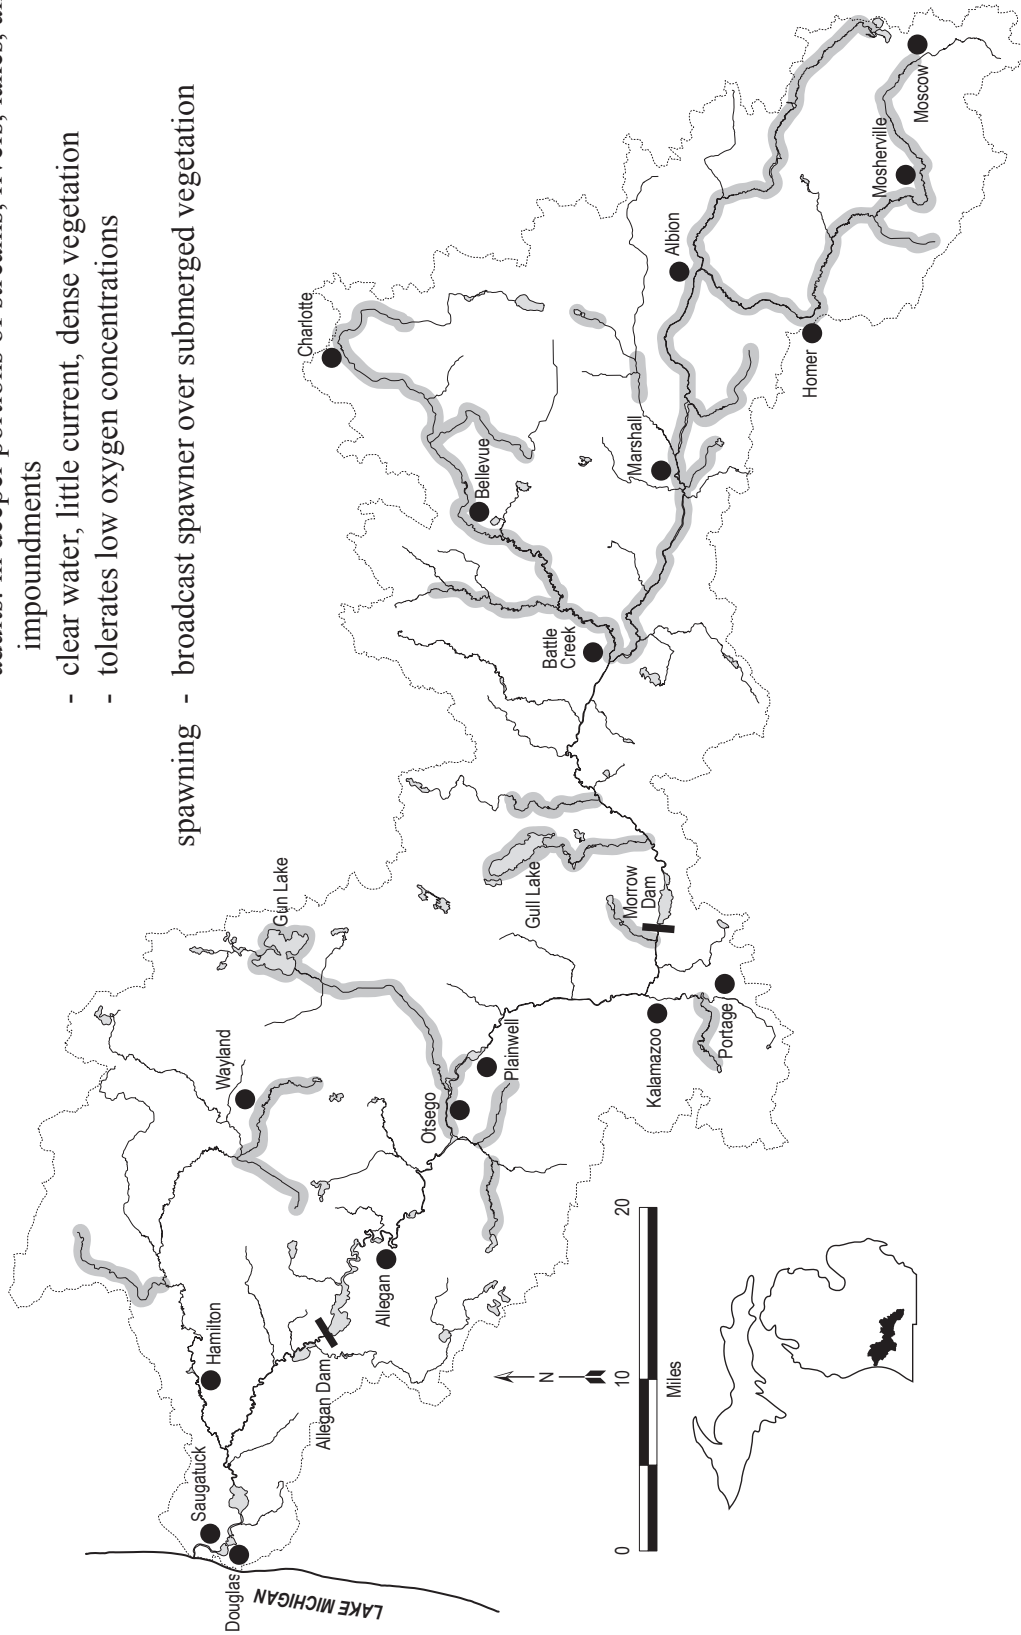 in deeper portions of streams, rivers, lakes,
impoundments
- clear water, little current, dense vegetation
- tolerates low oxygen concentrations
spawning - broadcast spawner over submerged vegetation
Saugatuck
Hamilton
Wayland
Douglas
LAKE MICHIGAN
Gun Lake
Charlotte
Allegan Dam
Allegan
Otsego
Bellevue
Plainwell
Gull Lake
N
Battle
Creek
Morrow
Dam
Marshall
Kalamazoo
Albion
0 10 20
Miles
Portage
Homer
Mosherville
Moscow